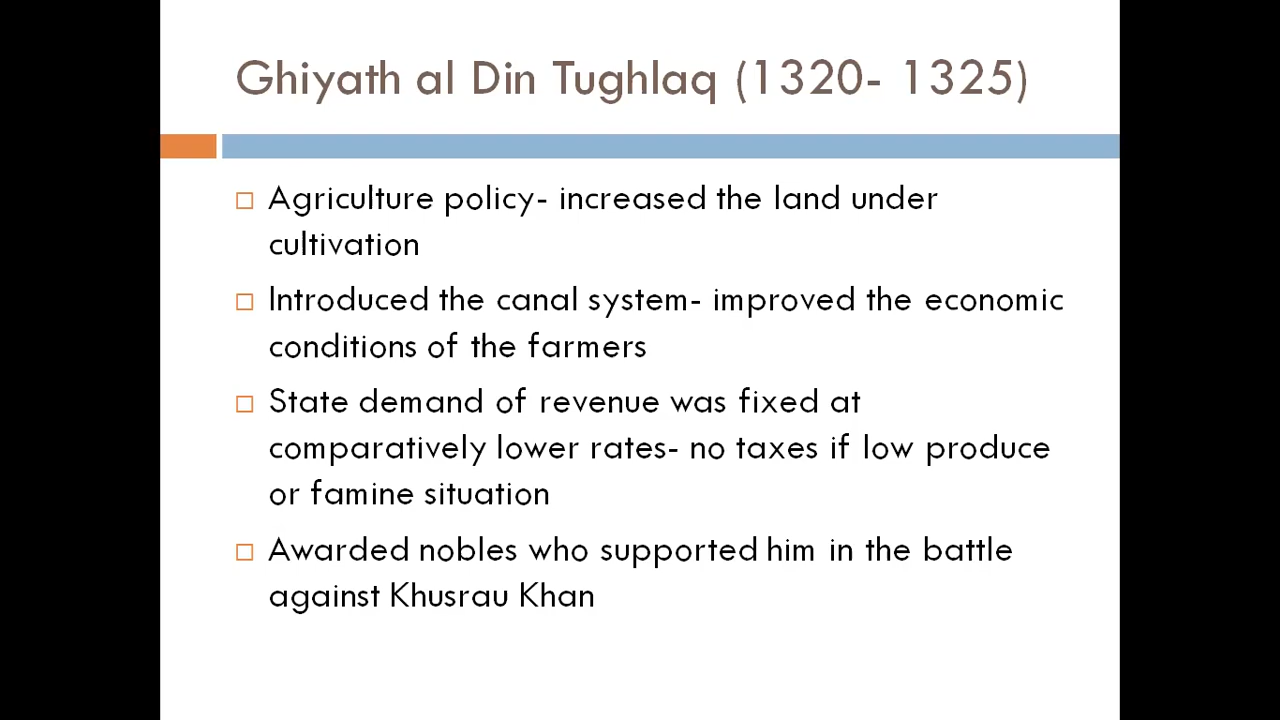 Ghiyath al Din Tughlaq (1320- 1325)
Agriculture policy- increased the land under
cultivation
Introduced the canal system- improved the economic
conditions of the farmers
State demand of revenue was fixed at
comparatively lower rates- no taxes if low produce
or famine situation
Awarded nobles who supported him in the battle
against Khusrau Khan